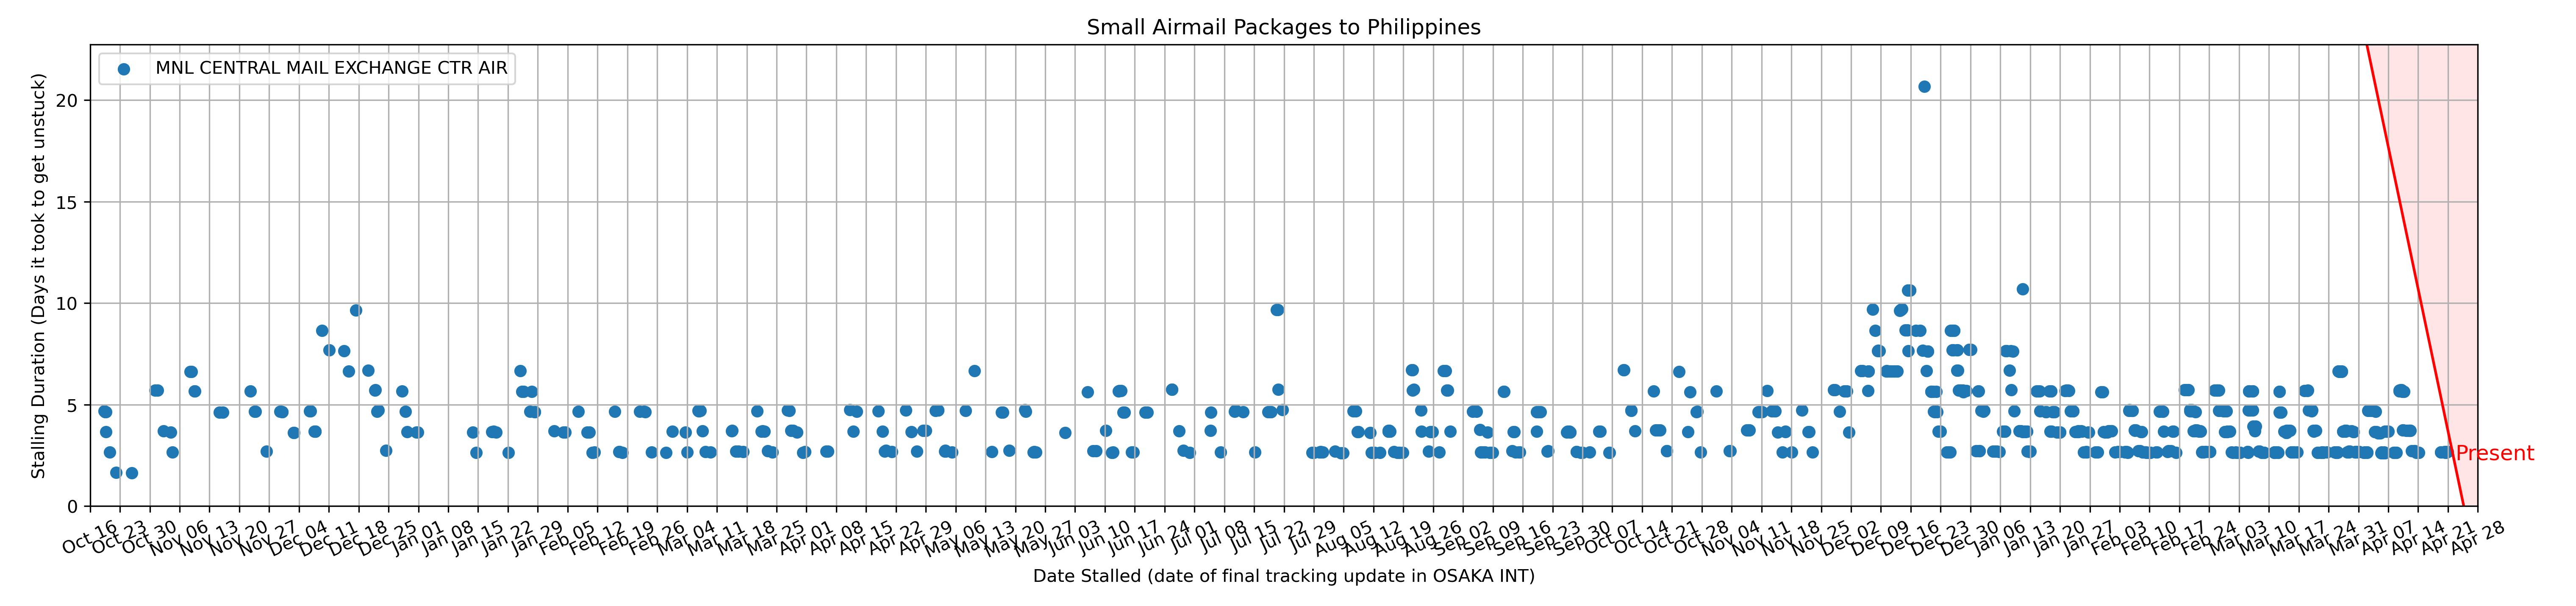 Small Airmail Packages to Philippines
MNL CENTRAL MAIL EXCHANGE CTR AIR
Stalling Duration (Days it took to get unstuck)
20
15
10
5
0
Present
Oct 16
Oct 23
Oct 30
Nov 06
Nov 13
Nov 20
Nov 27
Dec 04
Dec 11
Dec 18
Dec 25
Jan 01
Jan 08
Jan 15
Jan 22
Jan 29
Feb 05
Feb 12
Feb 19
Feb 26
Mar 04
Mar 11
Mar 18
Mar 25
Apr 01
Apr 08
Apr 15
Apr 22
Apr 29
May 06
May 13
May 20
May 27
Jun 03
Jun 10
Jun 17
Jun 24
Jul 01
Jul 08
Jul 15
Jul 22
Jul 29
Aug 05
Aug 12
Aug 19
Aug 26
Sep 02
Sep 09
Sep 16
Sep 23
Sep 30
Oct 07
Oct 14
Oct 21
Oct 28
Nov 04
Nov 11
Nov 18
Nov 25
Dec 02
Dec 09
Dec 16
Dec 23
Dec 30
Jan 06
Jan 13
Jan 20
Jan 27
Feb 03
Feb 10
Feb 17
Feb 24
Mar 03
Mar 10
Mar 17
Mar 24
Mar 31
Apr 07
Apr 14
Apr 21
Apr 28
Date Stalled (date of final tracking update in OSAKA INT)